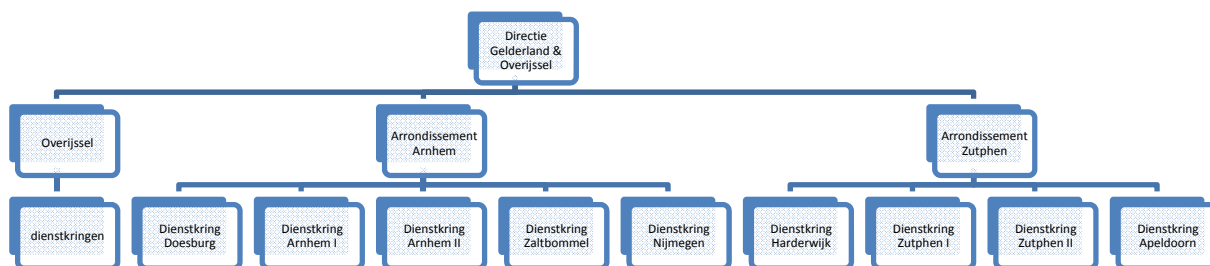 Directie
Gelderland &
Overijssel
Overijssel
Arrondissement
Arnhem
Arrondissement
Zutphen
dienstkringen
Dienstkring
Doesburg
Dienstkring
Arnhem I
Dienstkring
Arnhem II
Dienstkring
Zaltbommel
Dienstkring
Nijmegen
Dienstkring
Harderwijk
Dienstkring
Zutphen I
Dienstkring
Zutphen II
Dienstkring
Apeldoorn